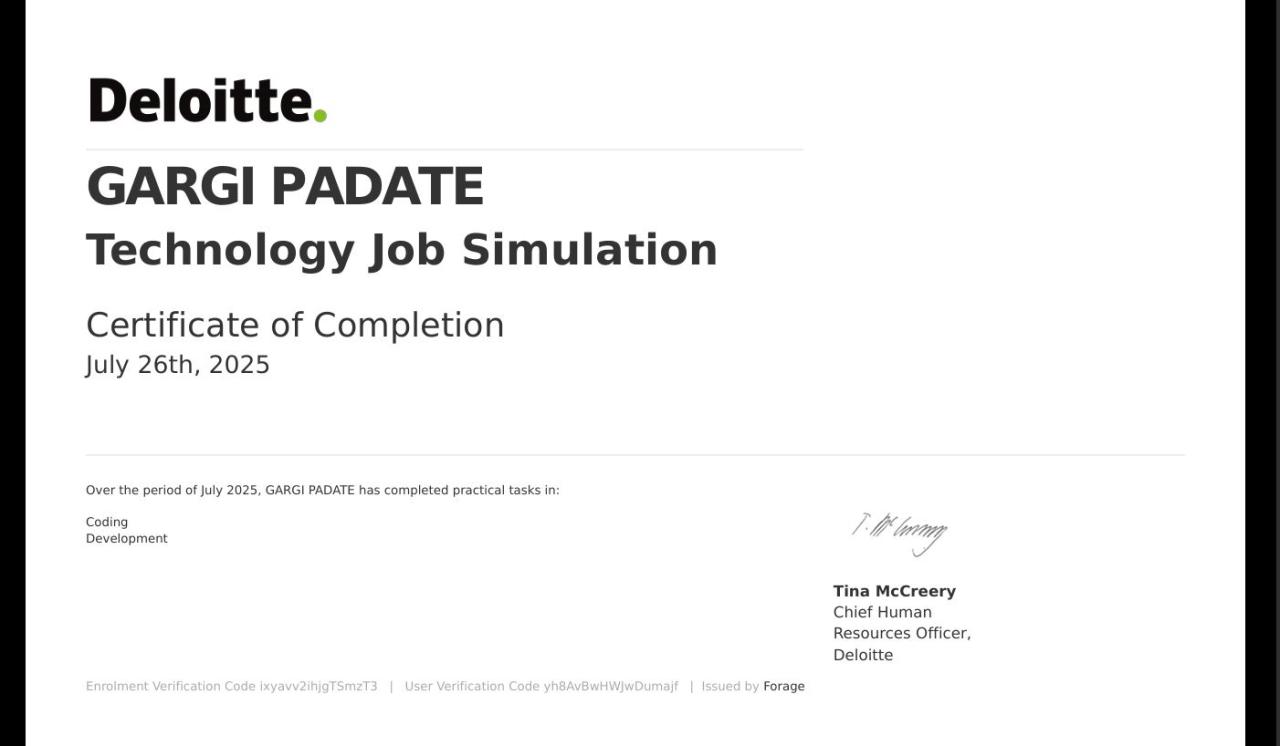 Deloitte.
GARGI PADATE
Technology Job Simulation
Certificate of Completion
July 26th, 2025
Over the period of July 2025, GARGI PADATE has completed practical tasks in:
Coding
Development
T. McCreery
Tina McCreery
Chief Human
Resources Officer,
Deloitte
Enrolment Verification Code ixyavv2ihjgTSmzT3 | User Verification Code yh8AvBwHWJwDumajf | Issued by Forage